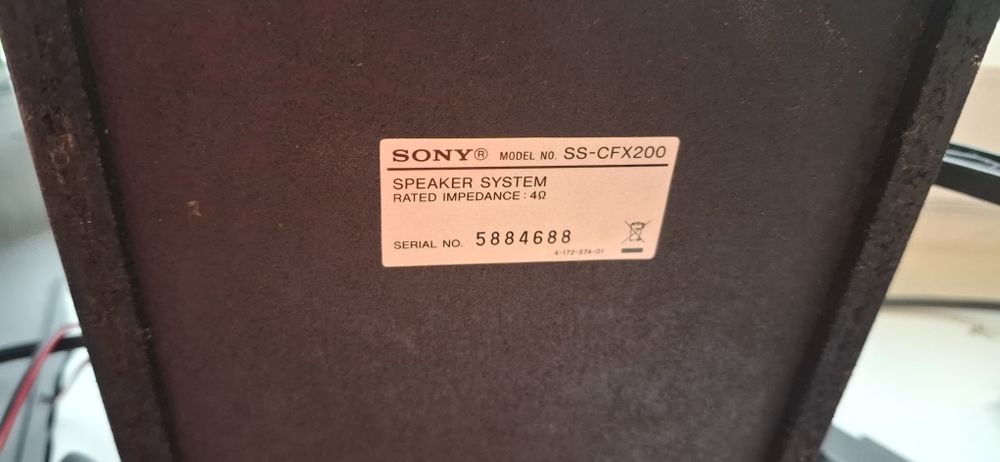 SONY® MODEL NO. SS-CFX200
SPEAKER SYSTEM
RATED IMPEDANCE : 4Ω
SERIAL NO. 5884688
4-172-574-01